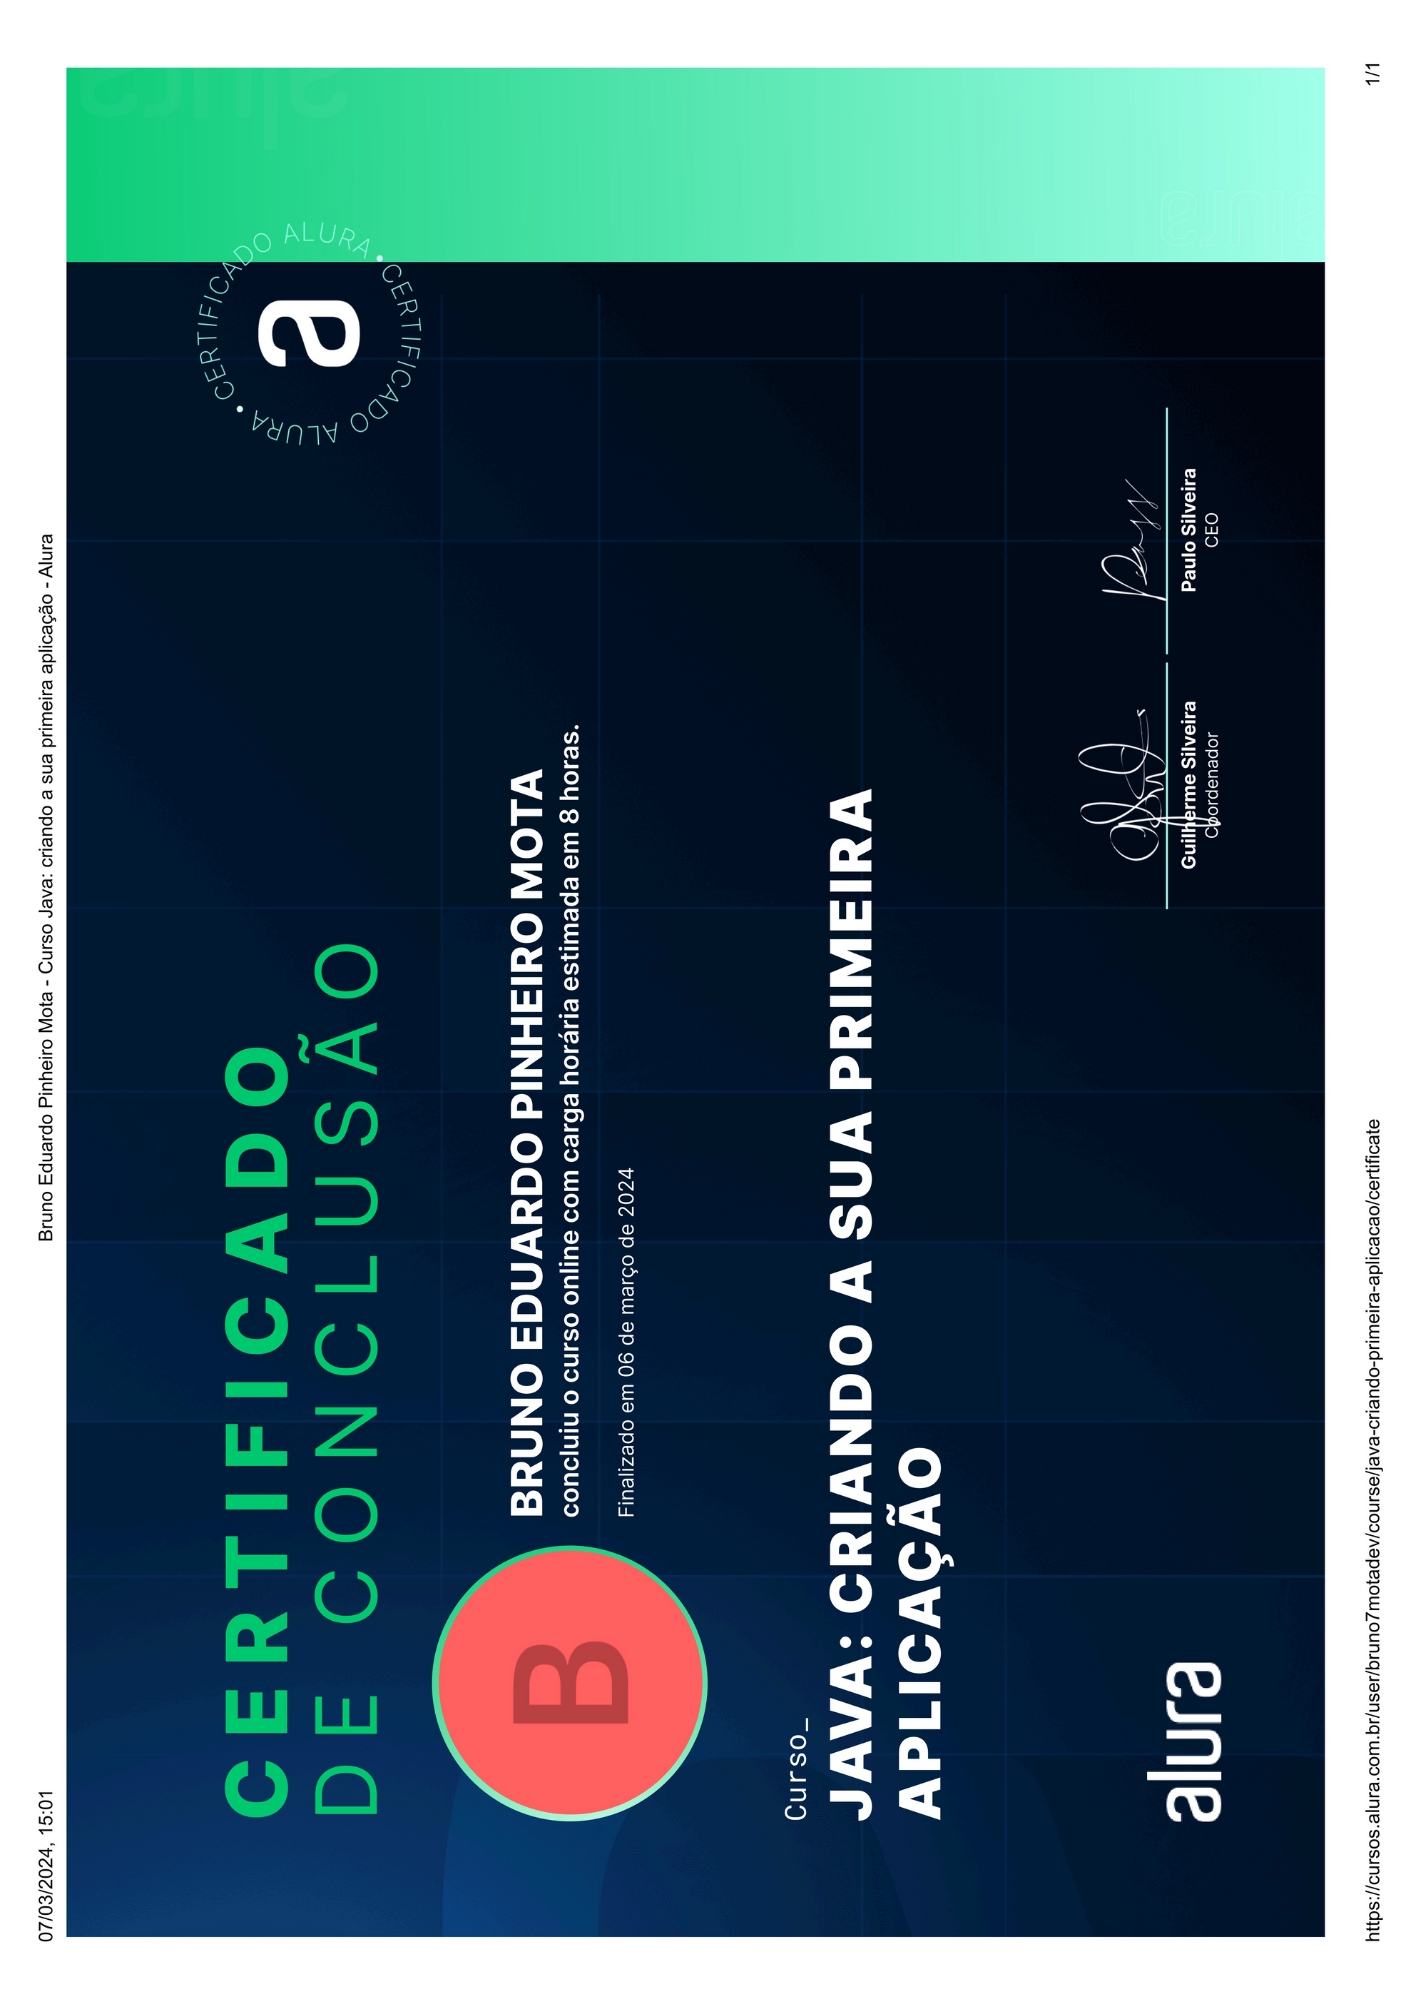 07/03/2024, 15:01
Bruno Eduardo Pinheiro Mota - Curso Java: criando a sua primeira aplicação - Alura
CERTIFICADO
DE CONCLUSÃO
CERTIFICADO ALURA • CERTIFICADO ALURA •
a
alura
B
BRUNO EDUARDO PINHEIRO MOTA
concluiu o curso online com carga horária estimada em 8 horas.
Finalizado em 06 de março de 2024
Curso_
JAVA: CRIANDO A SUA PRIMEIRA
APLICAÇÃO
alura
Guilherme Silveira
Coordenador
Paulo Silveira
CEO
alura
https://cursos.alura.com.br/user/bruno7motadev/course/java-criando-primeira-aplicacao/certificate
1/1